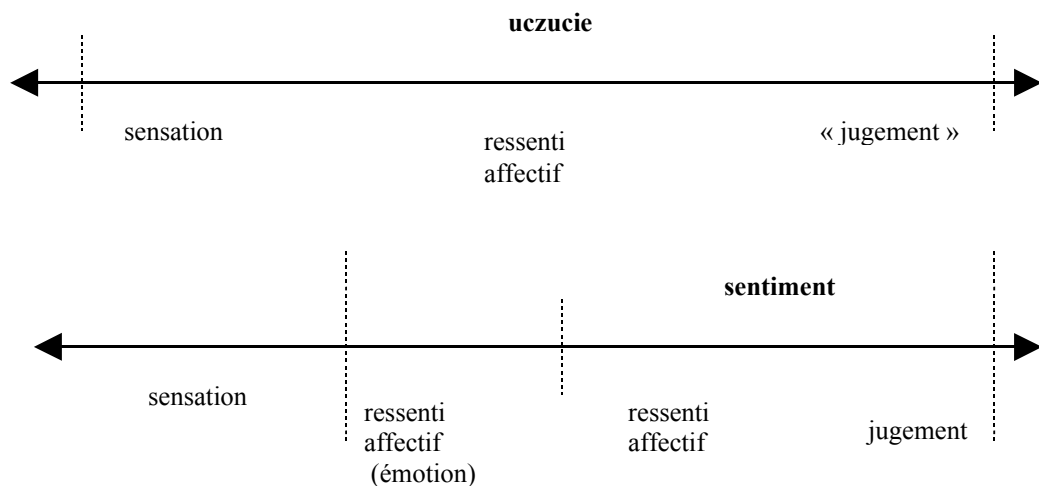 uczucie
sensation
« jugement »
ressenti
affectif
sentiment
sensation
ressenti
affectif
(émotion)
ressenti
affectif
jugement